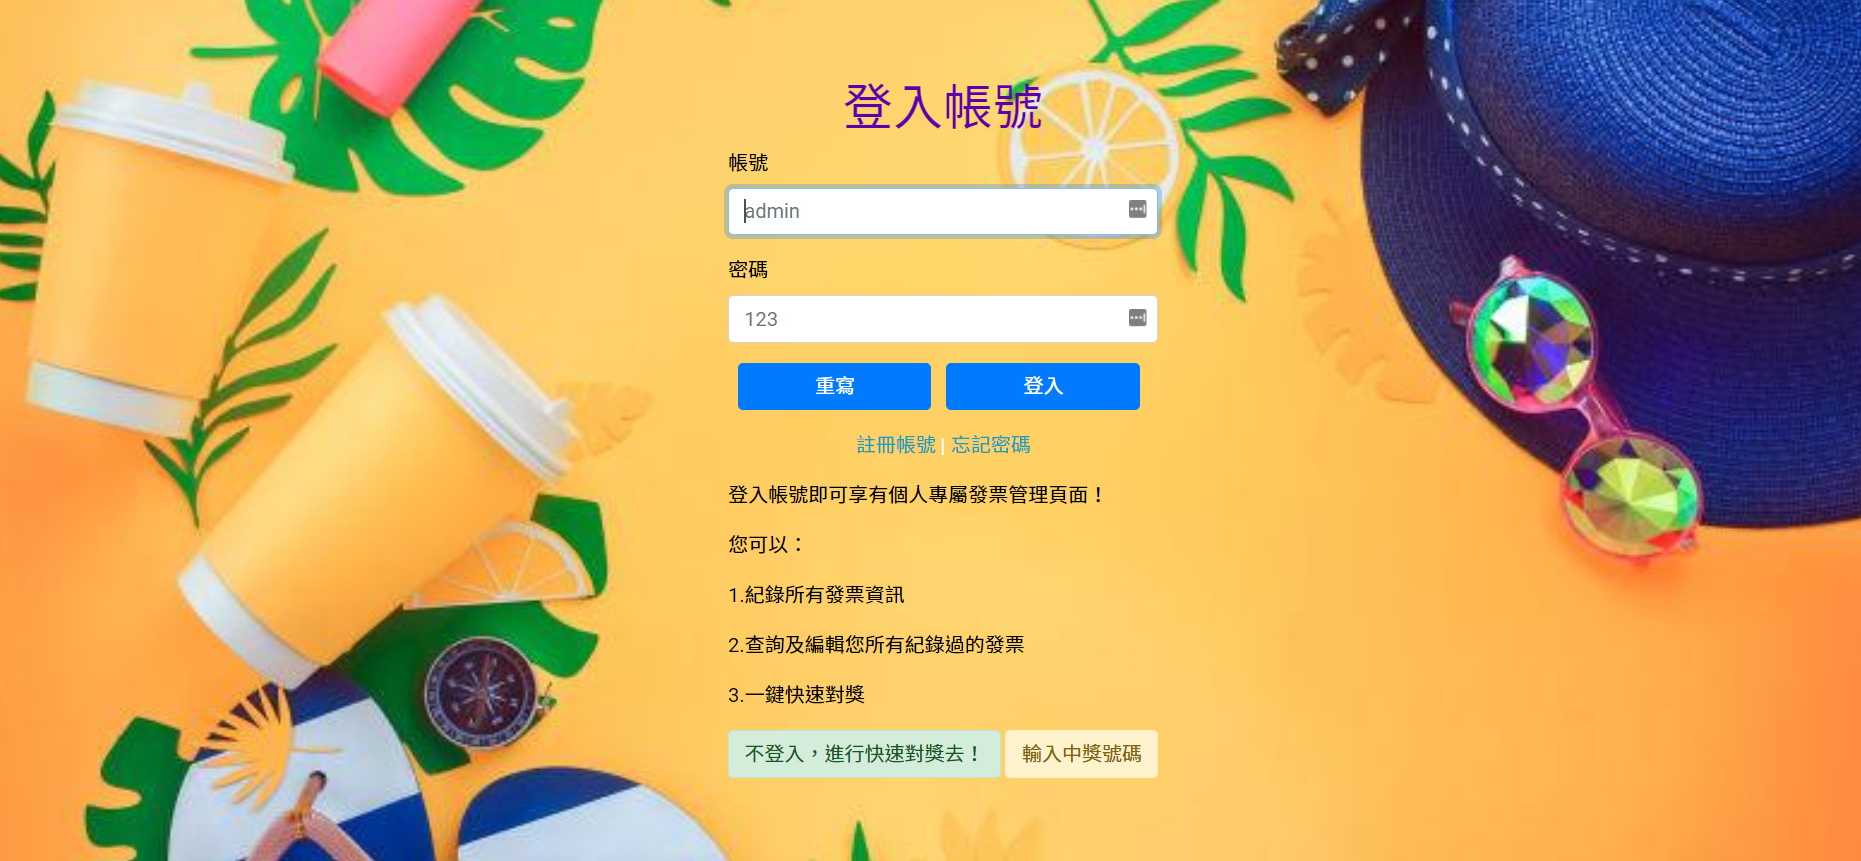 登入帳號
帳號
admin
密碼
123
重寫 登入
註冊帳號 | 忘記密碼
登入帳號即可享有個人專屬發票管理頁面！
您可以：
1.紀錄所有發票資訊
2.查詢及編輯您所有紀錄過的發票
3.一鍵快速對獎
不登入，進行快速對獎去！ 輸入中獎號碼